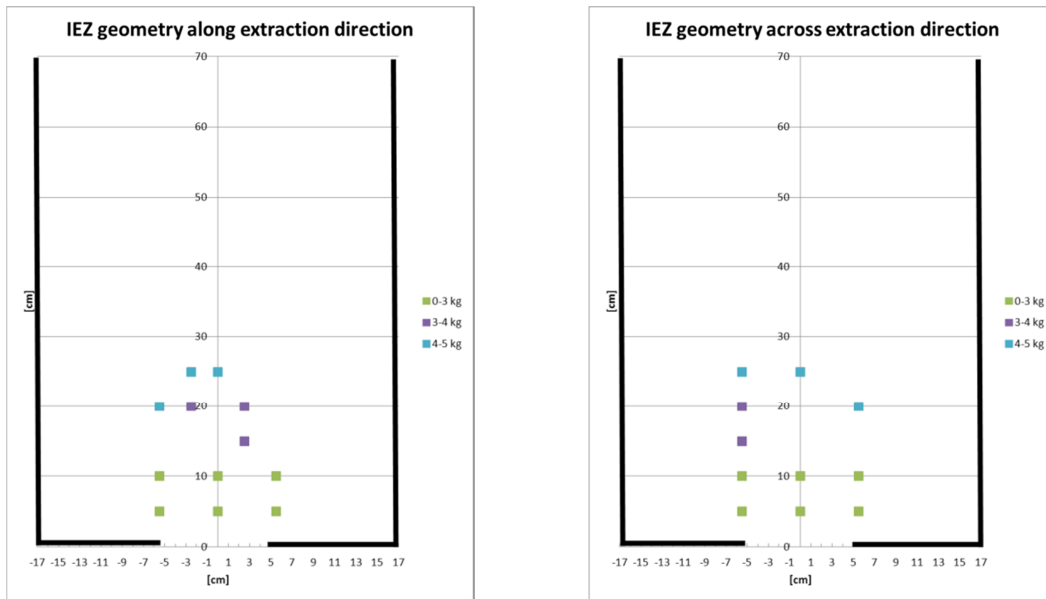 IEZ geometry along extraction direction
70
60
50
40
30
20
10
0
[cm]
-17 -15 -13 -11 -9 -7 -5 -3 -1 1 3 5 7 9 11 13 15 17
[cm]
0-3 kg
3-4 kg
4-5 kg
IEZ geometry across extraction direction
70
60
50
40
30
20
10
0
[cm]
-17 -15 -13 -11 -9 -7 -5 -3 -1 1 3 5 7 9 11 13 15 17
[cm]
0-3 kg
3-4 kg
4-5 kg